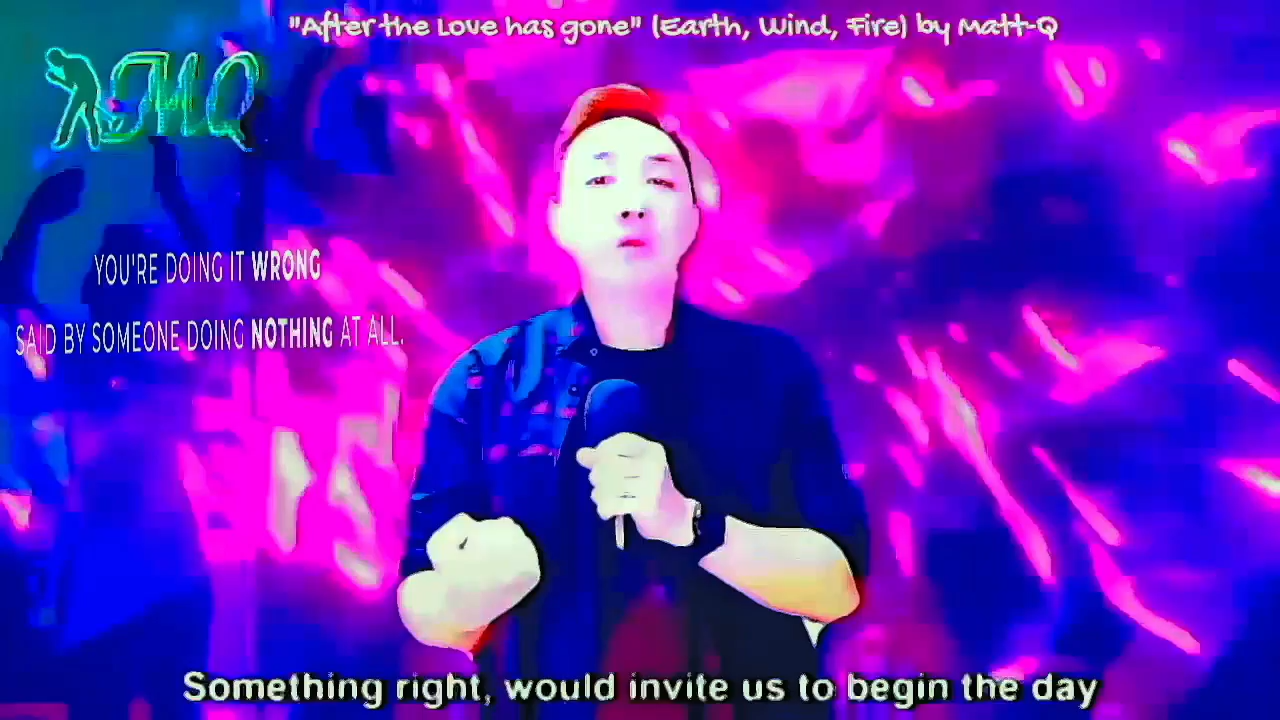 "After the Love has gone" (Earth, Wind, Fire) by Matt-Q
MQ
YOU'RE DOING IT WRONG
SAID BY SOMEONE DOING NOTHING AT ALL.
Something right, would invite us to begin the day